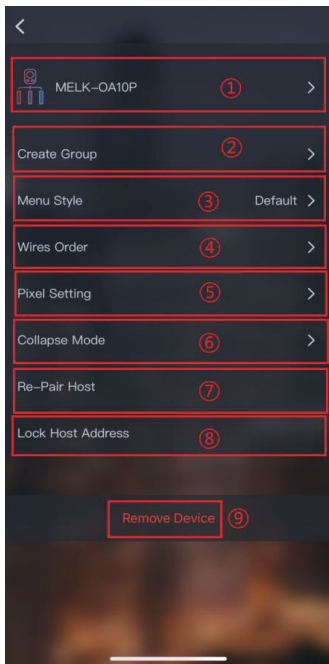 MELK-OA10P ①
Create Group ②
Menu Style ③ Default
Wires Order ④
Pixel Setting ⑤
Collapse Mode ⑥
Re-Pair Host ⑦
Lock Host Address ⑧
Remove Device ⑨